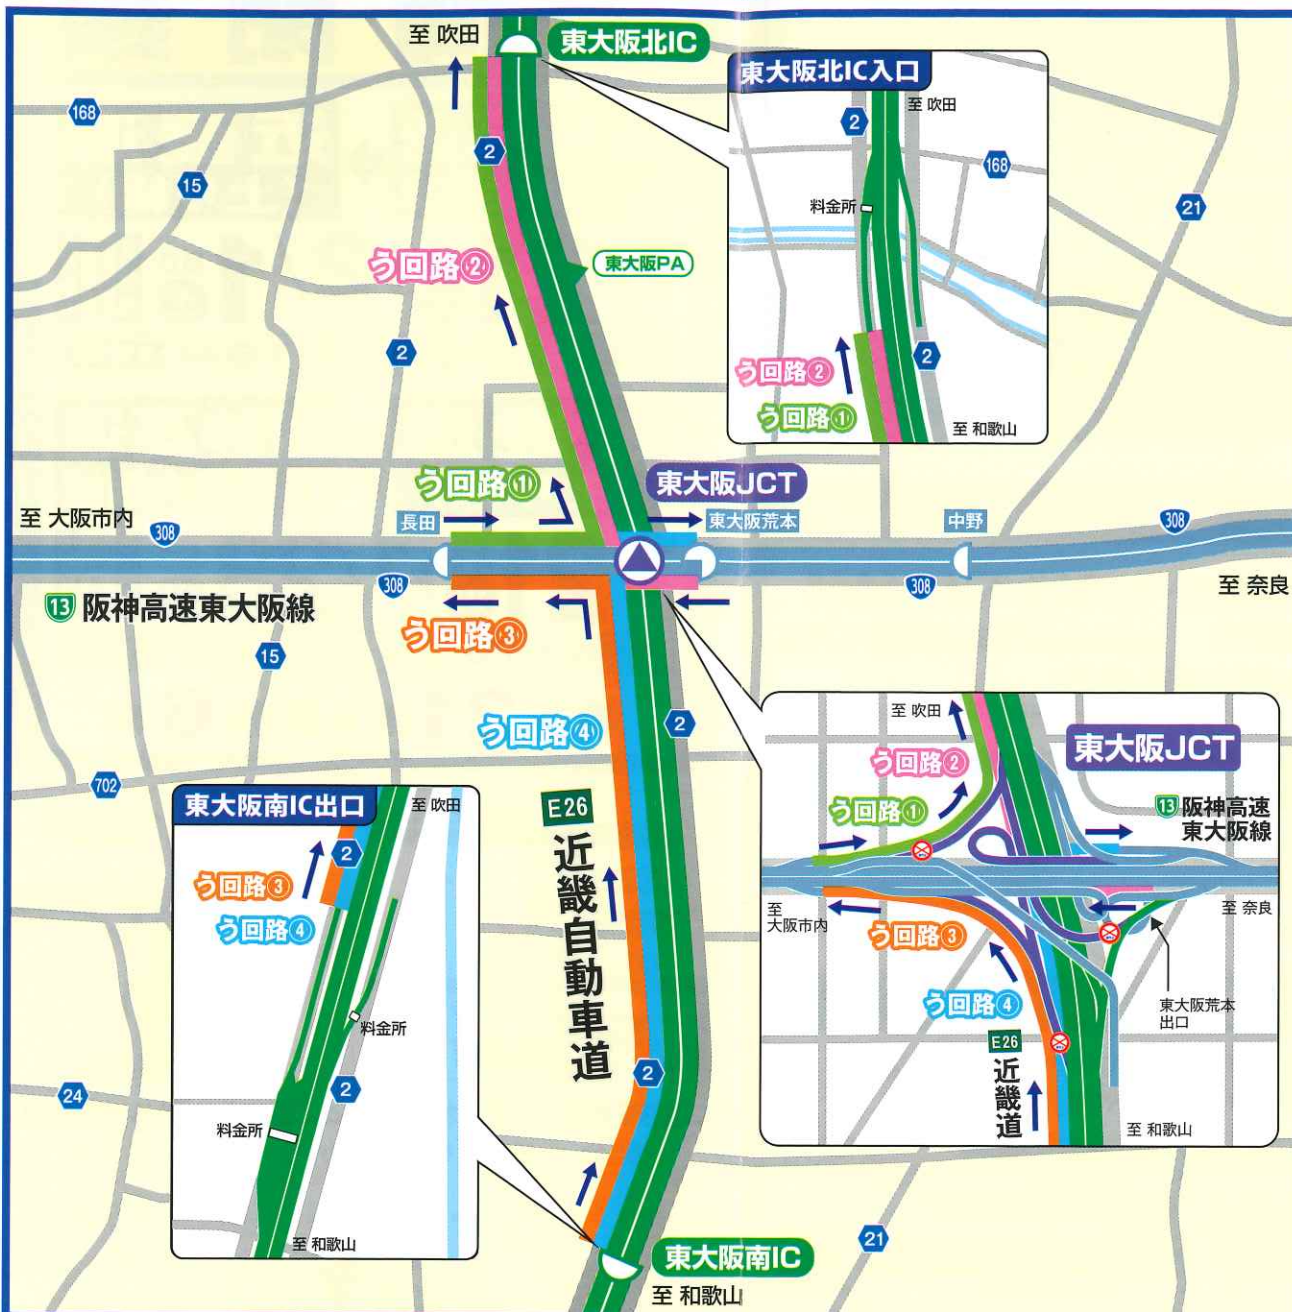 至 吹田
東大阪北IC
東大阪北IC入口
至 吹田
2
168
料金所
2
う回路②
う回路①
至 和歌山
168
15
2
21
う回路②
東大阪PA
2
う回路①
東大阪JCT
至 大阪市内
308
長田
東大阪荒本
中野
308
308
308
至 奈良
13 阪神高速東大阪線
う回路③
15
う回路④
2
702
E26
近畿自動車道
2
東大阪南IC出口
至 吹田
2
う回路③
う回路④
料金所
2
料金所
至 和歌山
24
東大阪JCT
至 吹田
う回路②
う回路①
13 阪神高速
東大阪線
至
大阪市内
至 奈良
う回路③
う回路④
東大阪荒本
出口
E26
近畿道
至 和歌山
21
東大阪南IC
至 和歌山